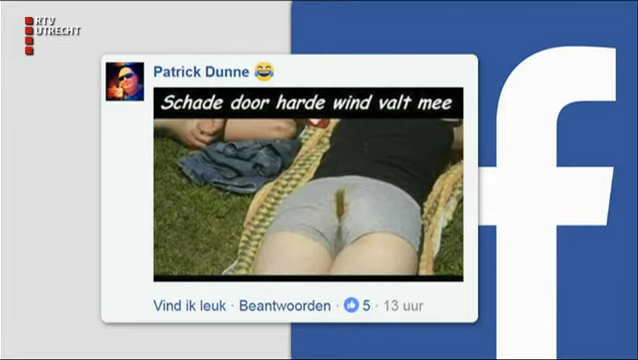 RTV
UTRECHT
Patrick Dunne
Schade door harde wind valt mee
Vind ik leuk · Beantwoorden · 5 · 13 uur
f